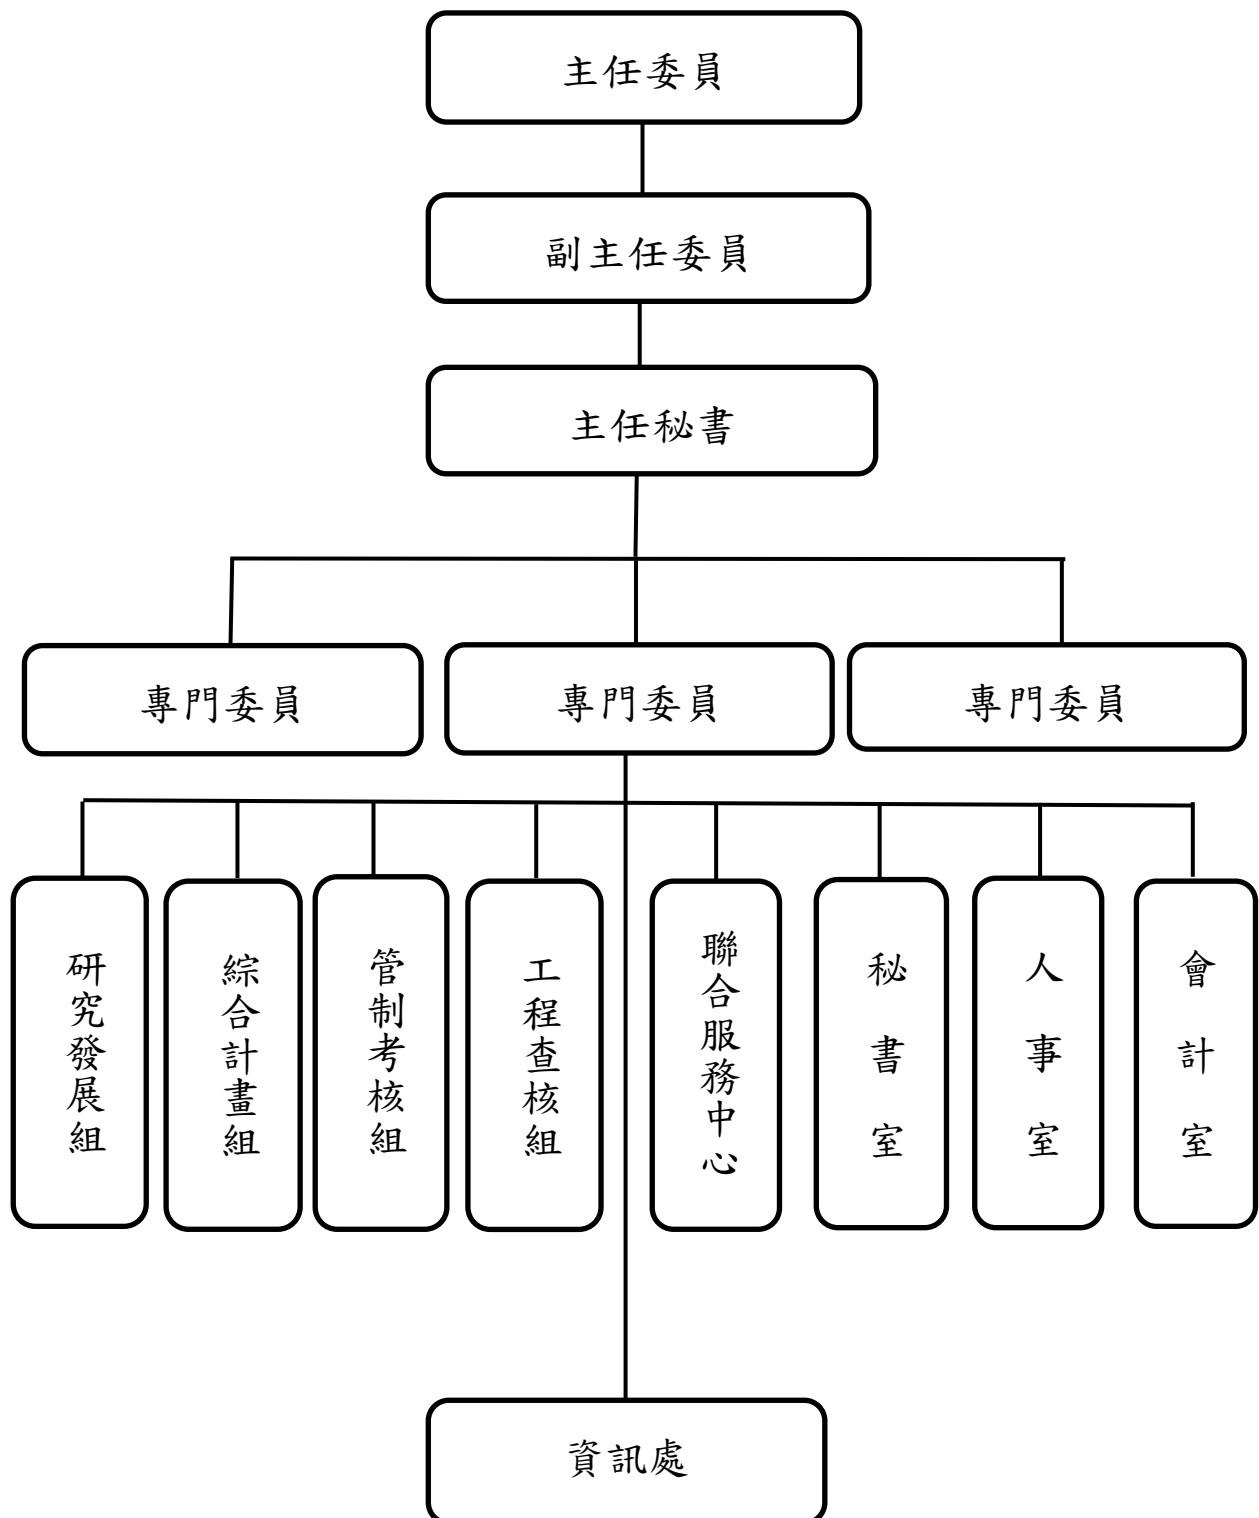 主任委員
副主任委員
主任秘書
專門委員
專門委員
專門委員
研究發展組
綜合計畫組
管制考核組
工程查核組
聯合服務中心
秘書室
人事室
會計室
資訊處